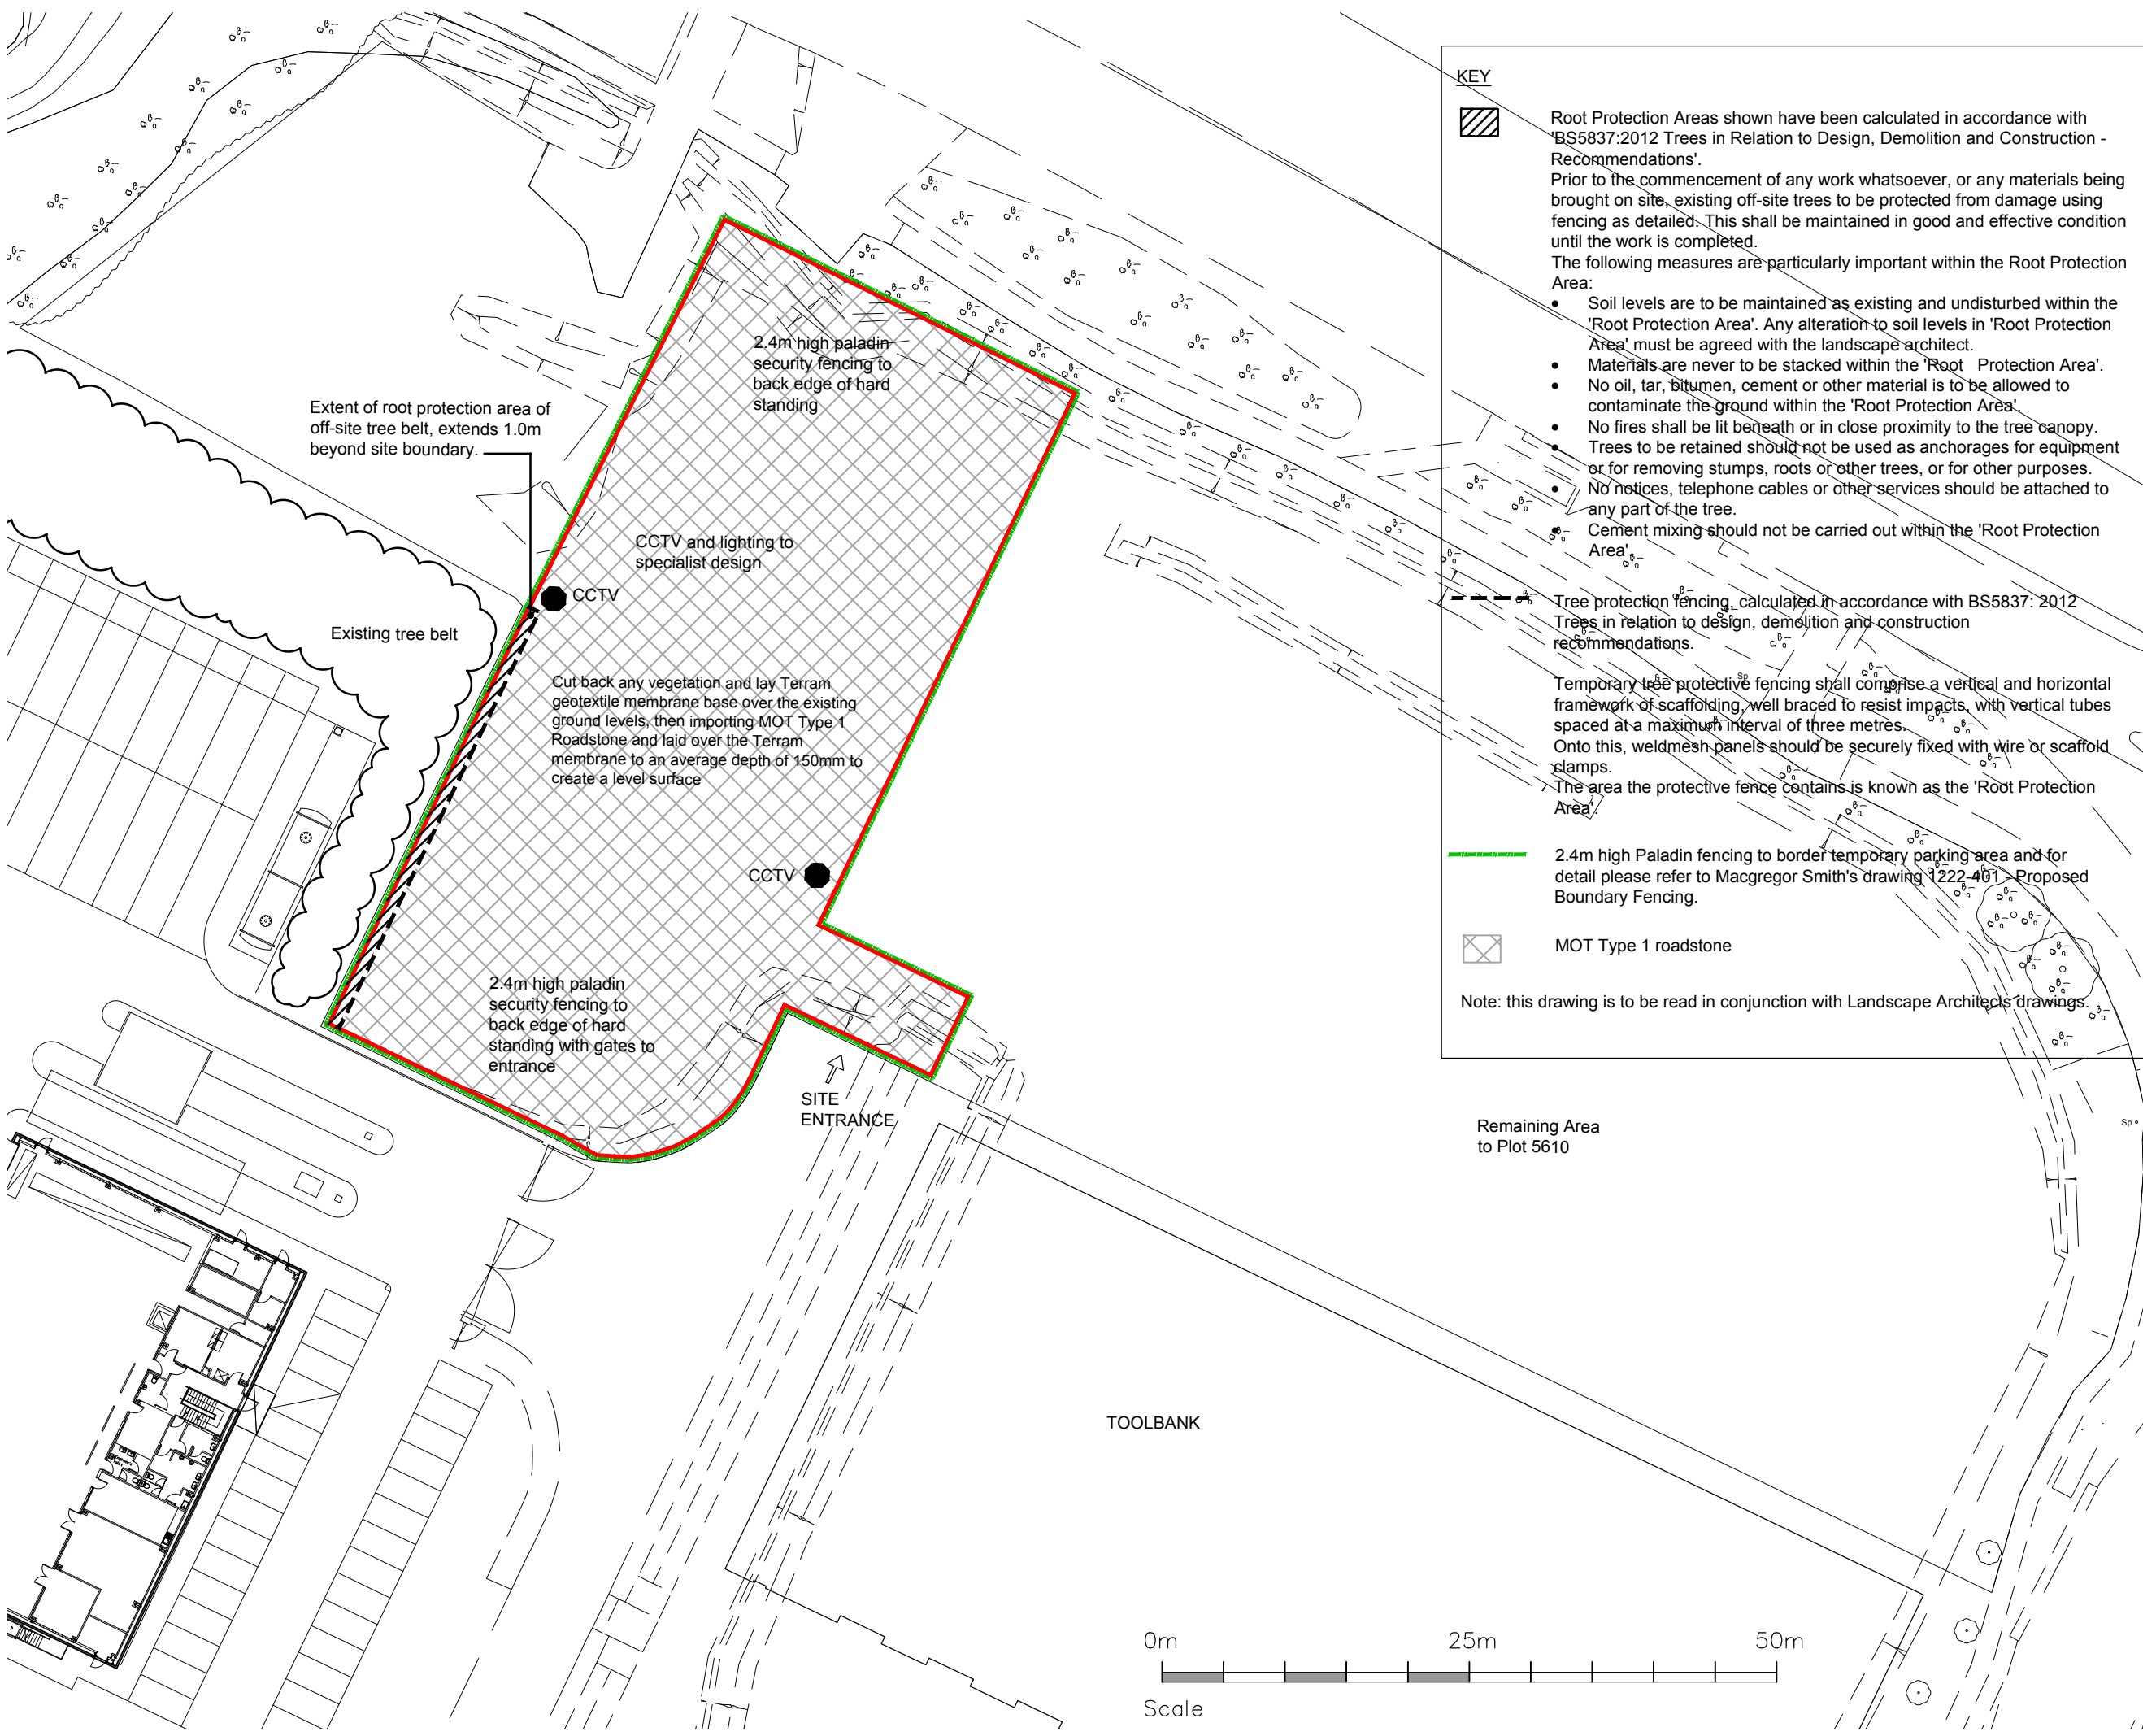 KEY
Root Protection Areas shown have been calculated in accordance with
'BS5837:2012 Trees in Relation to Design, Demolition and Construction -
Recommendations'.
Prior to the commencement of any work whatsoever, or any materials being
brought on site, existing off-site trees to be protected from damage using
fencing as detailed. This shall be maintained in good and effective condition
until the work is completed.
The following measures are particularly important within the Root Protection
Area:
• Soil levels are to be maintained as existing and undisturbed within the
'Root Protection Area'. Any alteration to soil levels in 'Root Protection
Area' must be agreed with the landscape architect.
• Materials are never to be stacked within the 'Root Protection Area'.
• No oil, tar, bitumen, cement or other material is to be allowed to
contaminate the ground within the 'Root Protection Area'.
• No fires shall be lit beneath or in close proximity to the tree canopy.
• Trees to be retained should not be used as anchorages for equipment
or for removing stumps, roots or other trees, or for other purposes.
• No notices, telephone cables or other services should be attached to
any part of the tree.
• Cement mixing should not be carried out within the 'Root Protection
Area'.
Tree protection fencing, calculated in accordance with BS5837: 2012
Trees in relation to design, demolition and construction
recommendations.
Temporary tree protective fencing shall comprise a vertical and horizontal
framework of scaffolding, well braced to resist impacts, with vertical tubes
spaced at a maximum interval of three metres.
Onto this, weldmesh panels should be securely fixed with wire or scaffold
clamps.
The area the protective fence contains is known as the 'Root Protection
Area'.
2.4m high Paladin fencing to border temporary parking area and for
detail please refer to Macgregor Smith's drawing 1222-401 - Proposed
Boundary Fencing.
MOT Type 1 roadstone
Note: this drawing is to be read in conjunction with Landscape Architects drawings.
2.4m high paladin
security fencing to
back edge of hard
standing
Extent of root protection area of
off-site tree belt, extends 1.0m
beyond site boundary.
CCTV and lighting to
specialist design
CCTV
Existing tree belt
Cut back any vegetation and lay Terram
geotextile membrane base over the existing
ground levels, then importing MOT Type 1
Roadstone and laid over the Terram
membrane to an average depth of 150mm to
create a level surface
CCTV
2.4m high paladin
security fencing to
back edge of hard
standing with gates to
entrance
SITE
ENTRANCE
Remaining Area
to Plot 5610
Sp
Sp
TOOLBANK
0m 25m 50m
Scale